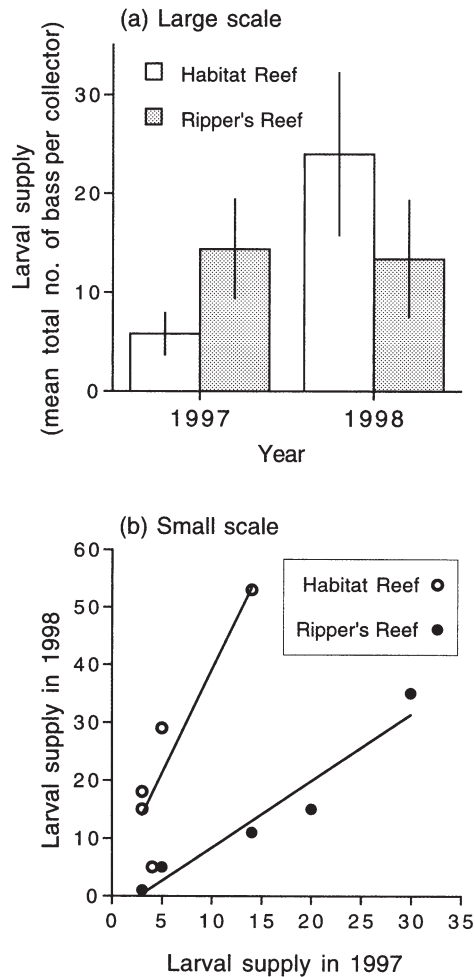 (a) Large scale
Habitat Reef
Ripper's Reef
Larval supply
(mean total no. of bass per collector)
30
20
10
0
1997
1998
Year
(b) Small scale
Habitat Reef
Ripper's Reef
Larval supply in 1998
60
50
40
30
20
10
0
0 5 10 15 20 25 30 35
Larval supply in 1997